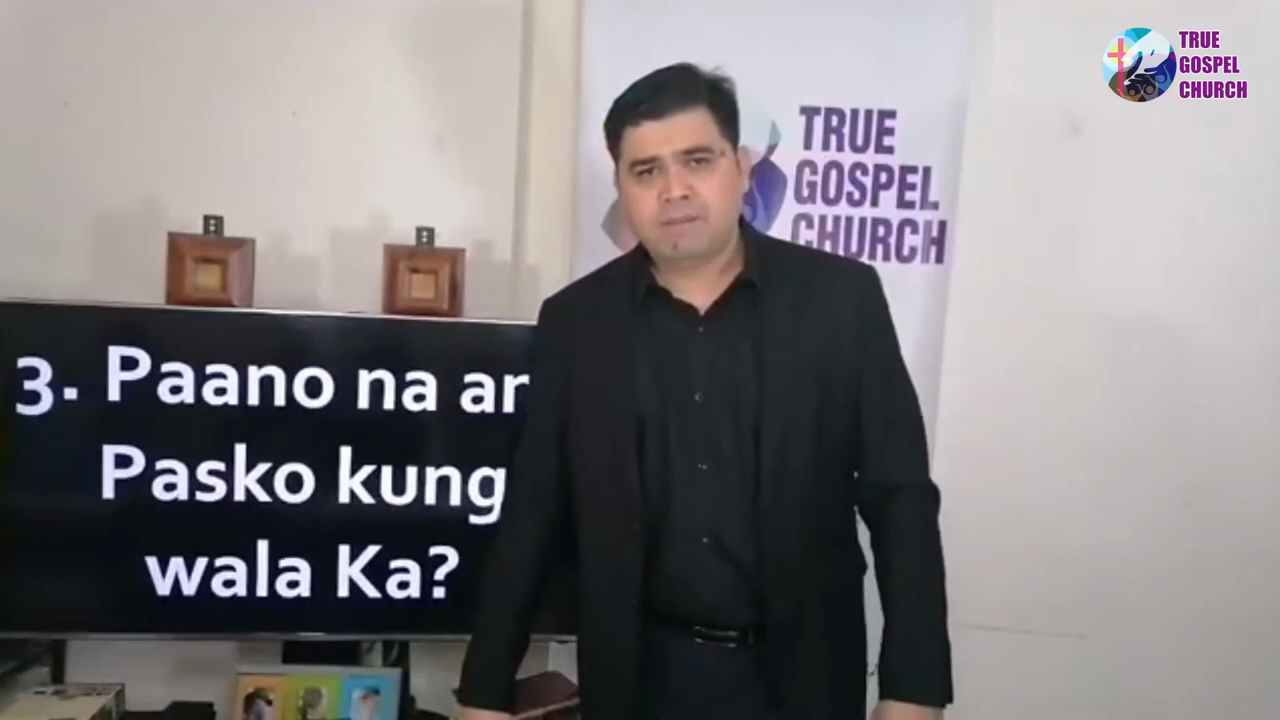 TRUE
GOSPEL
CHURCH
TRUE
GOSPEL
CHURCH
3. Paano na
Pasko kung
wala Ka?